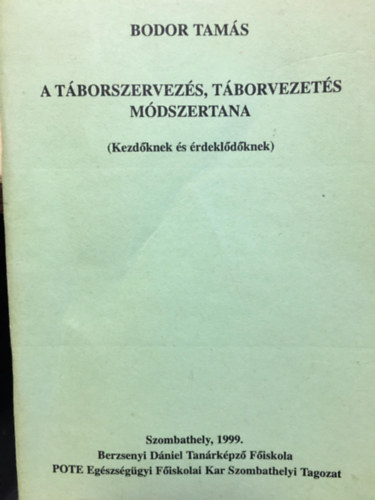 BODOR TAMÁS
A TÁBORSZERVEZÉS, TÁBORVEZETÉS
MÓDSZERTANA
(Kezdőknek és érdeklődőknek)
Szombathely, 1999.
Berzsenyi Dániel Tanárképző Főiskola
POTE Egészségügyi Főiskolai Kar Szombathelyi Tagozat